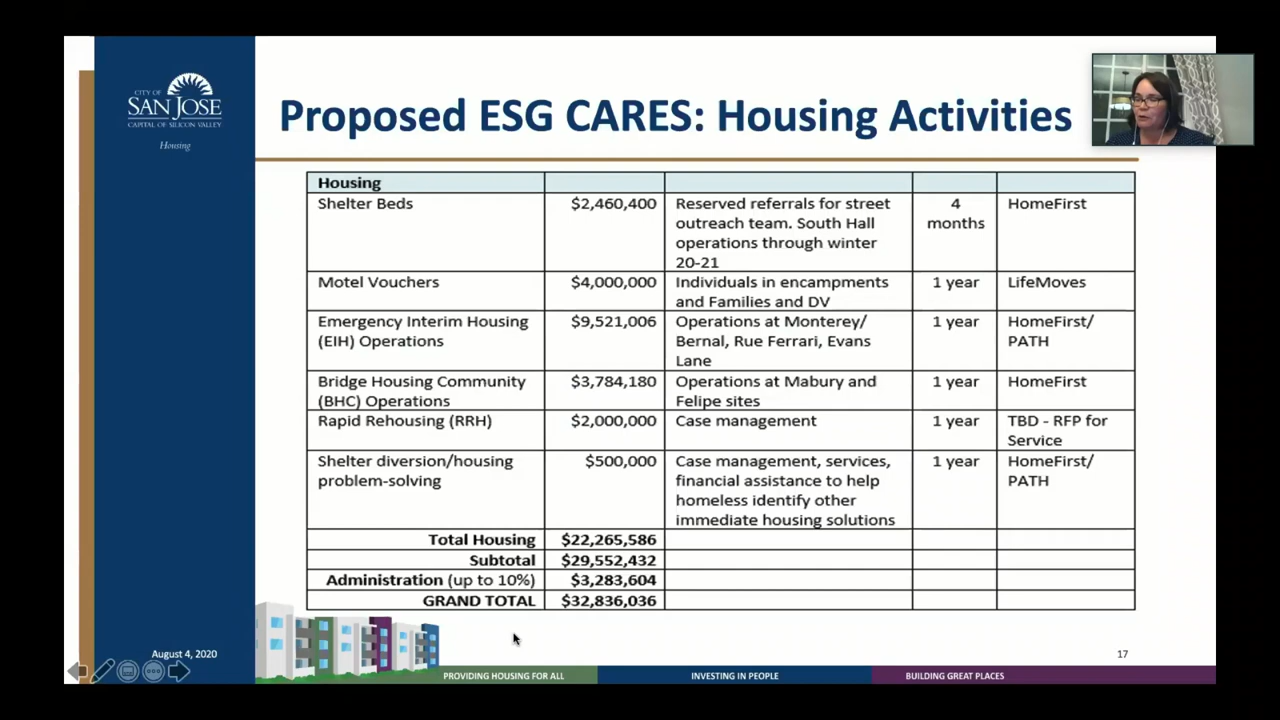 CITY OF
SAN JOSE
CAPITAL OF SILICON VALLEY
Housing
Proposed ESG CARES: Housing Activities
Housing
Shelter Beds $2,460,400 Reserved referrals for street 4 HomeFirst
outreach team. South Hall months
operations through winter
20-21
Motel Vouchers $4,000,000 Individuals in encampments 1 year LifeMoves
and Families and DV
Emergency Interim Housing $9,521,006 Operations at Monterey/ 1 year HomeFirst/
(EIH) Operations Bernal, Rue Ferrari, Evans PATH
Lane
Bridge Housing Community $3,784,180 Operations at Mabury and 1 year HomeFirst
(BHC) Operations Felipe sites
Rapid Rehousing (RRH) $2,000,000 Case management 1 year TBD - RFP for
Service
Shelter diversion/housing $500,000 Case management, services, 1 year HomeFirst/
problem-solving financial assistance to help PATH
homeless identify other
immediate housing solutions
Total Housing $22,265,586
Subtotal $29,552,432
Administration (up to 10%) $3,283,604
GRAND TOTAL $32,836,036
August 4, 2020 17
PROVIDING HOUSING FOR ALL INVESTING IN PEOPLE BUILDING GREAT PLACES